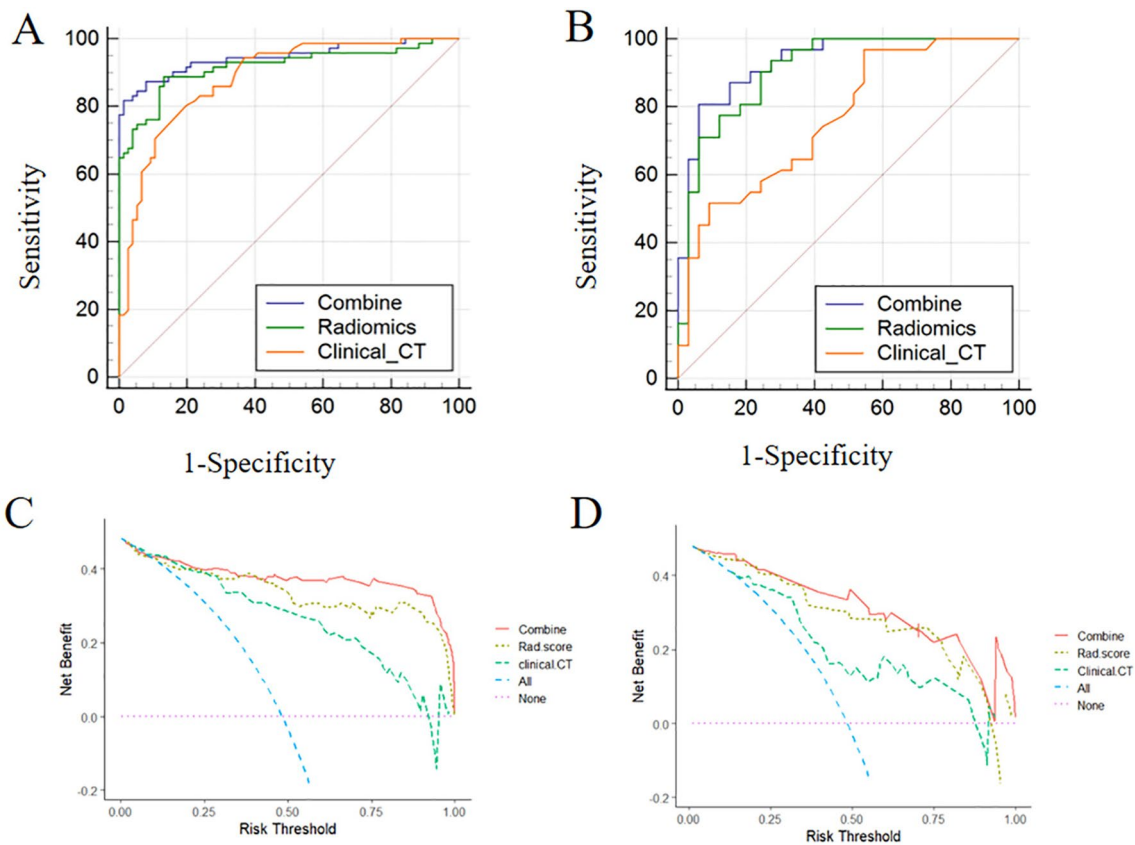 A
100
80
60
40
20
0
Sensitivity
Combine
Radiomics
Clinical_CT
0 20 40 60 80 100
1-Specificity
B
100
80
60
40
20
0
Sensitivity
Combine
Radiomics
Clinical_CT
0 20 40 60 80 100
1-Specificity
C
0.4
0.2
0.0
-0.2
Net Benefit
0.00 0.25 0.50 0.75 1.00
Risk Threshold
Combine
Rad.score
clinical.CT
All
None
D
0.4
0.2
0.0
-0.2
Net Benefit
0.00 0.25 0.50 0.75 1.00
Risk Threshold
Combine
Rad.score
Clinical.CT
All
None